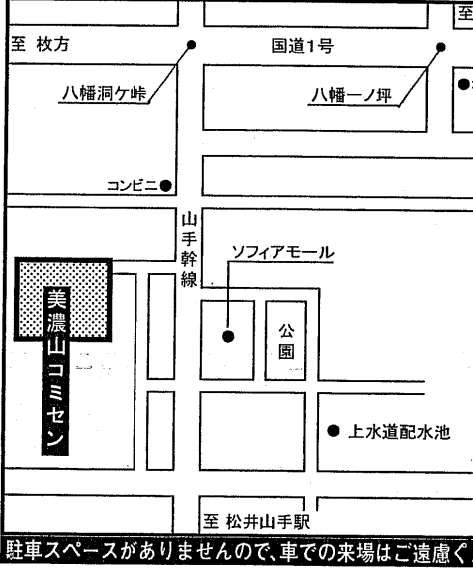 至
至 枚方
国道1号
八幡洞ケ峠
八幡一ノ坪
コンビニ
山手幹線
ソフィアモール
美濃山コミセン
公園
上水道配水池
至 松井山手駅
駐車スペースがありませんので、車での来場はご遠慮く